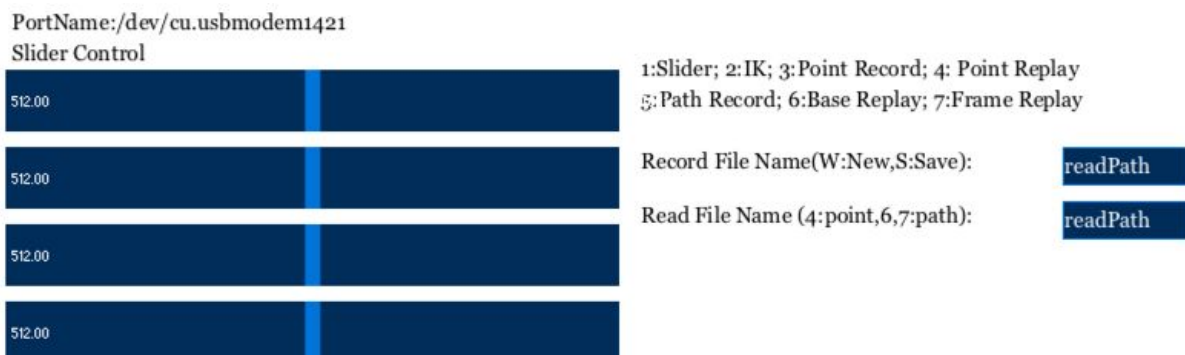 PortName:/dev/cu.usbmodem1421
Slider Control
512.00
512.00
512.00
512.00
1:Slider; 2:IK; 3:Point Record; 4: Point Replay
5:Path Record; 6:Base Replay; 7:Frame Replay
Record File Name(W:New,S:Save):
readPath
Read File Name (4:point,6,7:path):
readPath